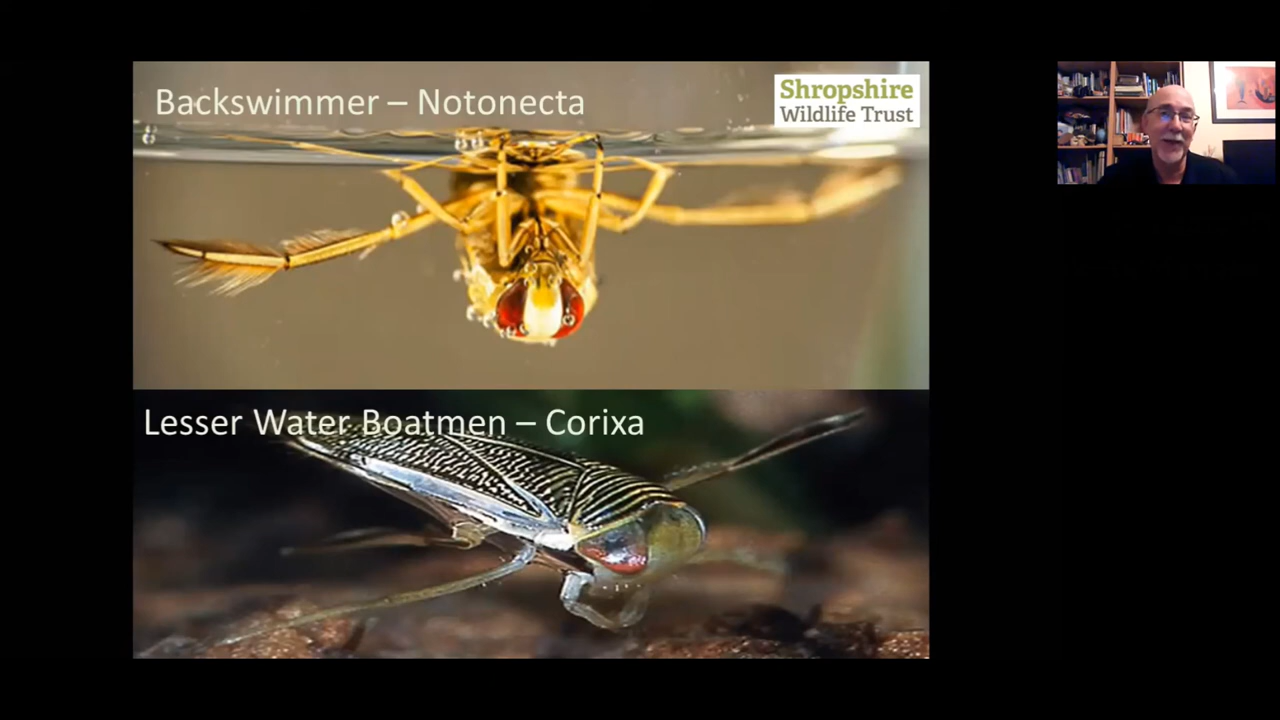 Backswimmer – Notonecta
Shropshire
Wildlife Trust
Lesser Water Boatmen – Corixa